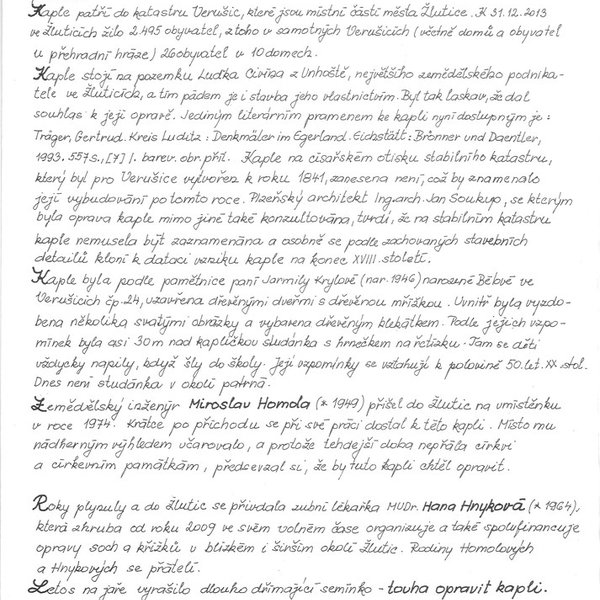 Kaple patří do katastru Verušic, které jsou místní částí města Žlutice. K 31.12.2013
ve Žluticích žilo 2.495 obyvatel, z toho v samotných Verušicích (včetně domů a obyvatel
u přehradní hráze) 26 obyvatel v 10 domech.
Kaple stojí na pozemku Luďka Civína z Unhoště, největšího zemědělského podnika-
tele ve Žluticích, a tím pádem je i stavba jeho vlastnictvím. Byl tak laskav, že dal
souhlas k její opravě. Jediným literárním pramenem ke kapli nyní dostupným je:
Träger, Gertrud. Kreis Luditz: Denkmäler im Egerland. Eichstätt: Brönner und Daentler,
1993. 557 s., [7] l. barev. obr. příl. Kaple na císařském otisku stabilního katastru,
který byl pro Verušice vytvořen k roku 1841, zanesena není, což by znamenalo
její vybudování po tomto roce. Plzeňský architekt Ing. arch. Jan Soukup, se kterým
byla oprava kaple mimo jiné také konzultována, tvrdí, že na stabilním katastru
kaple nemusela být zaznamenána a osobně se podle zachovaných stavebních
detailů kloní k dataci vzniku kaple na konec XVIII. století.
Kaple byla podle pamětnice paní Jarmily Krylové (nar. 1946) narozené Bébvé ve
Verušicích čp. 24, uzavřena dřevěnými dveřmi s dřevěnou mřížkou. Uvnitř byla vyzdo-
bena několika svatými obrázky a vybavena dřevěným klekátkem. Podle jejích vzpo-
mínek byla asi 30 m nad kapličkou studánka s hrnečkem na řetízku. Tam se děti
vždycky napily, když šly do školy. Její vzpomínky se vztahují k polovině 50. let. XX. stol.
Dnes není studánka v okolí patrná.
Zemědělský inženýr Miroslav Homola (* 1949) přišel do Žlutic na umístěnku
v roce 1974. Krátce po příchodu se při své práci dostal k této kapli. Místo mu
nádherným výhledem učarovalo, a protože tehdejší doba nepřála církvi
a církevním památkám, předsevzal si, že by tuto kapli chtěl opravit.
Roky plynuly a do Žlutic se přivdala zubní lékařka MUDr. Hana Hnyková (* 1964),
která zhruba od roku 2009 ve svém volném čase organizuje a také spolufinancuje
opravy soch a křížků v blízkém i širším okolí Žlutic. Rodiny Homolových
a Hnykových se přátelí.
Letos na jaře vyrašilo dlouho dřímající semínko - touha opravit kapli.